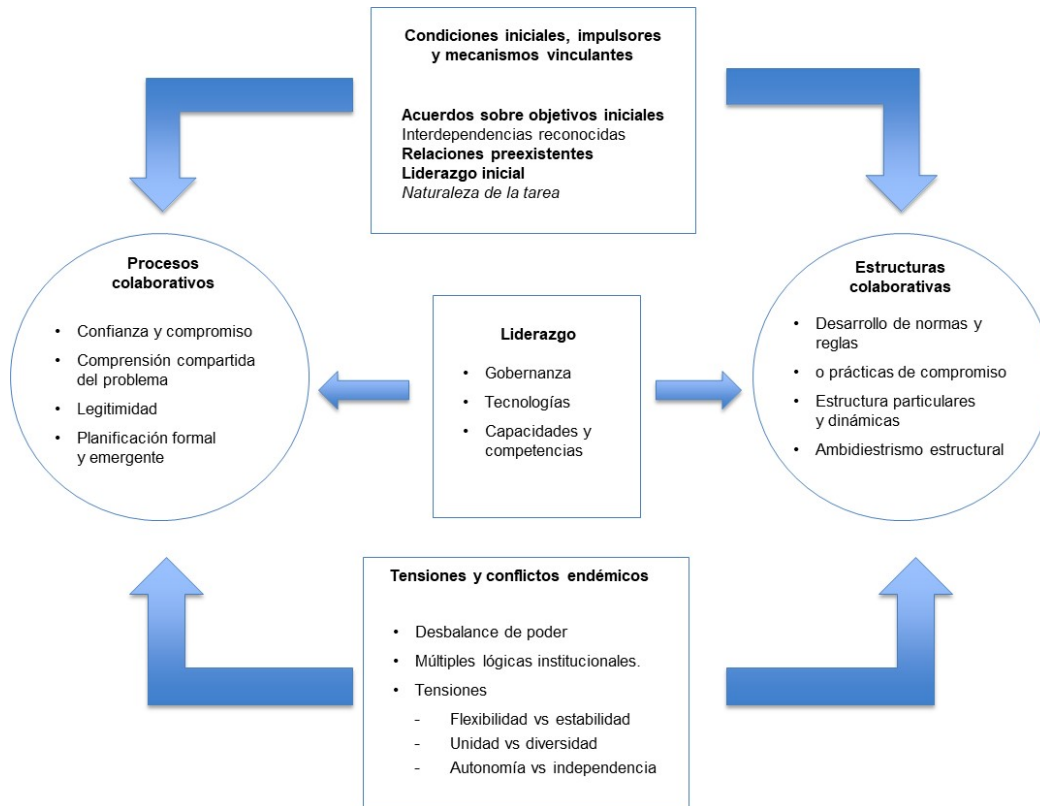 Condiciones iniciales, impulsores
y mecanismos vinculantes
Acuerdos sobre objetivos iniciales
Interdependencias reconocidas
Relaciones preexistentes
Liderazgo inicial
Naturaleza de la tarea
Procesos
colaborativos
• Confianza y compromiso
• Comprensión compartida
del problema
• Legitimidad
• Planificación formal
y emergente
Liderazgo
• Gobernanza
• Tecnologías
• Capacidades y
competencias
Estructuras
colaborativas
• Desarrollo de normas y
reglas
• o prácticas de compromiso
• Estructura particulares
y dinámicas
• Ambidiestrismo estructural
Tensiones y conflictos endémicos
• Desbalance de poder
• Múltiples lógicas institucionales.
• Tensiones
- Flexibilidad vs estabilidad
- Unidad vs diversidad
- Autonomía vs independencia